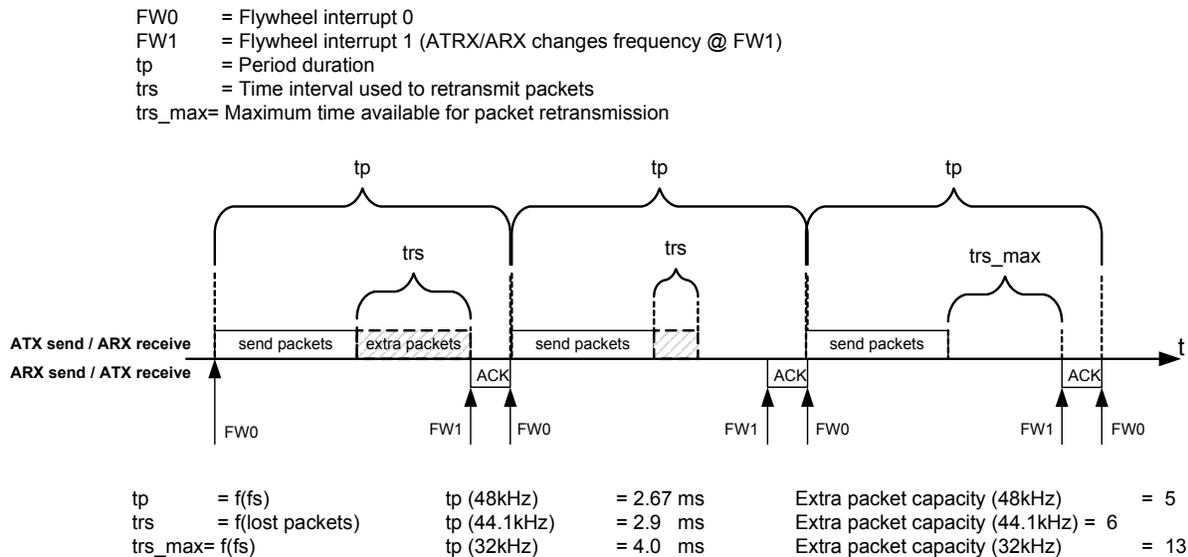 FW0 = Flywheel interrupt 0
FW1 = Flywheel interrupt 1 (ATRX/ARX changes frequency @ FW1)
tp = Period duration
trs = Time interval used to retransmit packets
trs_max= Maximum time available for packet retransmission
tp tp tp
trs trs trs_max
ATX send / ARX receive send packets extra packets send packets send packets t
ARX send / ATX receive ACK ACK ACK
FW0 FW1 FW0 FW1 FW0 FW1 FW0
tp = f(fs) tp (48kHz) = 2.67 ms Extra packet capacity (48kHz) = 5
trs = f(lost packets) tp (44.1kHz) = 2.9 ms Extra packet capacity (44.1kHz) = 6
trs_max= f(fs) tp (32kHz) = 4.0 ms Extra packet capacity (32kHz) = 13